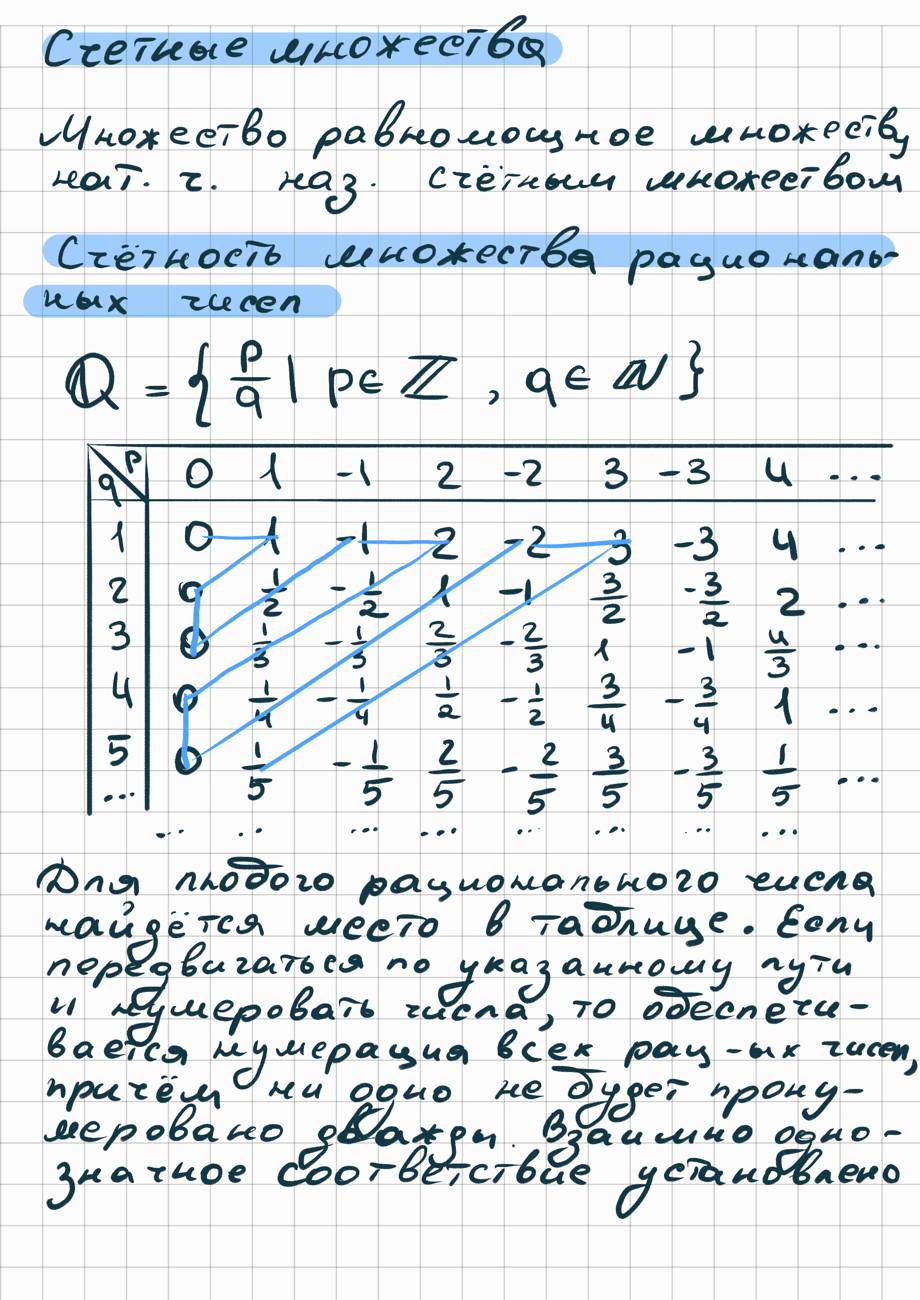 Счетные множества
Множество равномощное множеству
нат. ч. наз. счётным множеством
Счётность множества рациональ-
ных чисел
ℚ = { p/q | p ∈ ℤ , q ∈ ℕ }
q \ p 0 1 -1 2 -2 3 -3 4 ...
1 0 1 -1 2 -2 3 -3 4 ...
2 0 1/2 -1/2 1 -1 3/2 -3/2 2 ...
3 0 1/3 -1/3 2/3 -2/3 1 -1 4/3 ...
4 0 1/4 -1/4 1/2 -1/2 3/4 -3/4 1 ...
5 0 1/5 -1/5 2/5 -2/5 3/5 -3/5 1/5 ...
...
... .. ... ... ... ... ... ...
Для любого рационального числа
найдётся место в таблице. Если
передвигаться по указанному пути
и нумеровать числа, то обеспечи-
вается нумерация всех рац-ых чисел,
причём ни одно не будет прону-
меровано дважды. Взаимно одно-
значное соответствие установлено